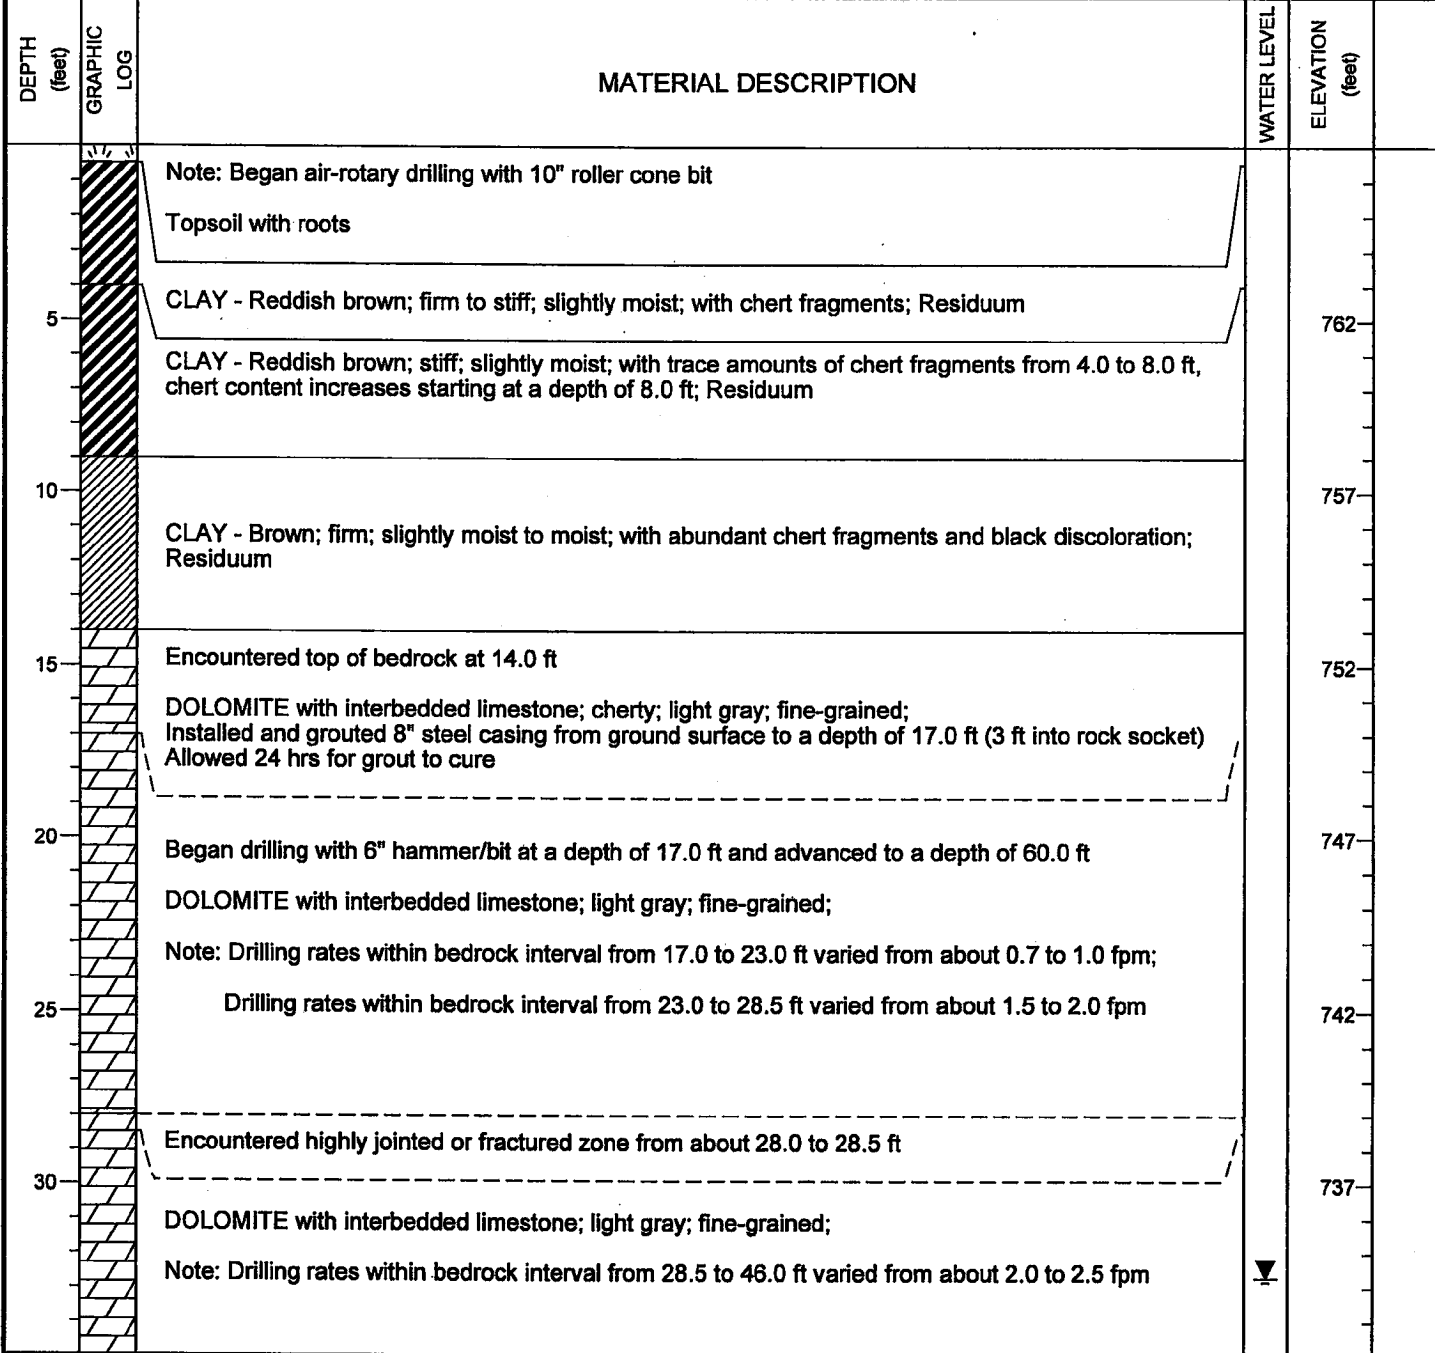 DEPTH
(feet)
GRAPHIC
LOG
MATERIAL DESCRIPTION
WATER LEVEL
ELEVATION
(feet)
Note: Began air-rotary drilling with 10" roller cone bit
Topsoil with roots
CLAY - Reddish brown; firm to stiff; slightly moist; with chert fragments; Residuum
5
762
CLAY - Reddish brown; stiff; slightly moist; with trace amounts of chert fragments from 4.0 to 8.0 ft,
chert content increases starting at a depth of 8.0 ft; Residuum
10
757
CLAY - Brown; firm; slightly moist to moist; with abundant chert fragments and black discoloration;
Residuum
Encountered top of bedrock at 14.0 ft
15
752
DOLOMITE with interbedded limestone; cherty; light gray; fine-grained;
Installed and grouted 8" steel casing from ground surface to a depth of 17.0 ft (3 ft into rock socket)
Allowed 24 hrs for grout to cure
20
747
Began drilling with 6" hammer/bit at a depth of 17.0 ft and advanced to a depth of 60.0 ft
DOLOMITE with interbedded limestone; light gray; fine-grained;
Note: Drilling rates within bedrock interval from 17.0 to 23.0 ft varied from about 0.7 to 1.0 fpm;
Drilling rates within bedrock interval from 23.0 to 28.5 ft varied from about 1.5 to 2.0 fpm
25
742
Encountered highly jointed or fractured zone from about 28.0 to 28.5 ft
30
737
DOLOMITE with interbedded limestone; light gray; fine-grained;
Note: Drilling rates within bedrock interval from 28.5 to 46.0 ft varied from about 2.0 to 2.5 fpm